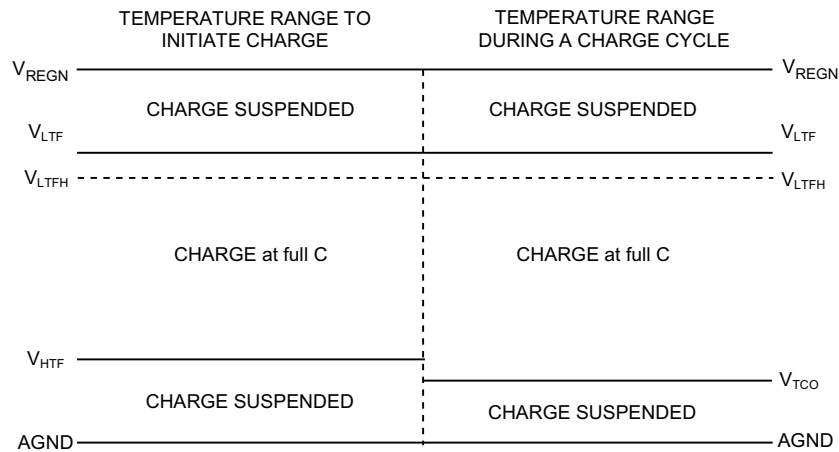 TEMPERATURE RANGE TO
INITIATE CHARGE
TEMPERATURE RANGE
DURING A CHARGE CYCLE
VREGN
VREGN
CHARGE SUSPENDED
CHARGE SUSPENDED
VLTF
VLTF
VLTFH
VLTFH
CHARGE at full C
CHARGE at full C
VHTF
VTCO
CHARGE SUSPENDED
CHARGE SUSPENDED
AGND
AGND